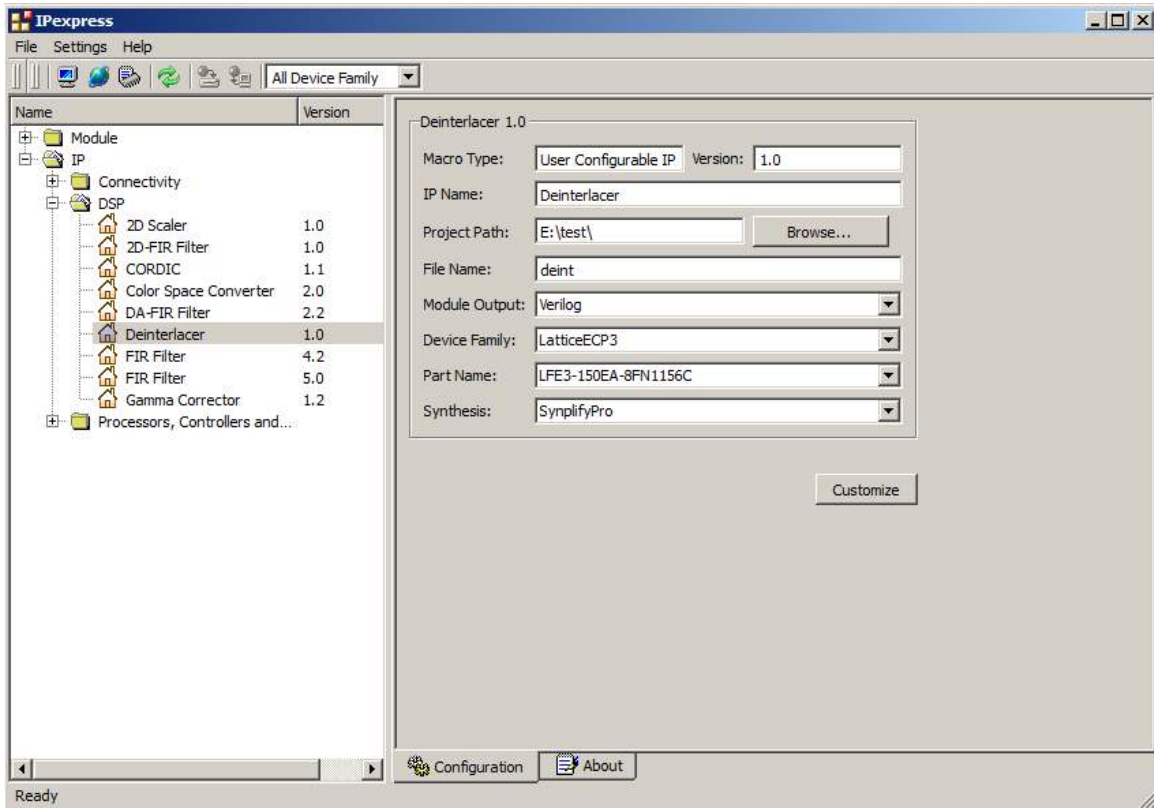 IPexpress
File Settings Help
All Device Family
Name Version
Module
IP
Connectivity
DSP
2D Scaler 1.0
2D-FIR Filter 1.0
CORDIC 1.1
Color Space Converter 2.0
DA-FIR Filter 2.2
Deinterlacer 1.0
FIR Filter 4.2
FIR Filter 5.0
Gamma Corrector 1.2
Processors, Controllers and...
Deinterlacer 1.0
Macro Type: User Configurable IP Version: 1.0
IP Name: Deinterlacer
Project Path: E:\test\ Browse...
File Name: deint
Module Output: Verilog
Device Family: LatticeECP3
Part Name: LFE3-150EA-8FN1156C
Synthesis: SynplifyPro
Customize
Configuration About
Ready